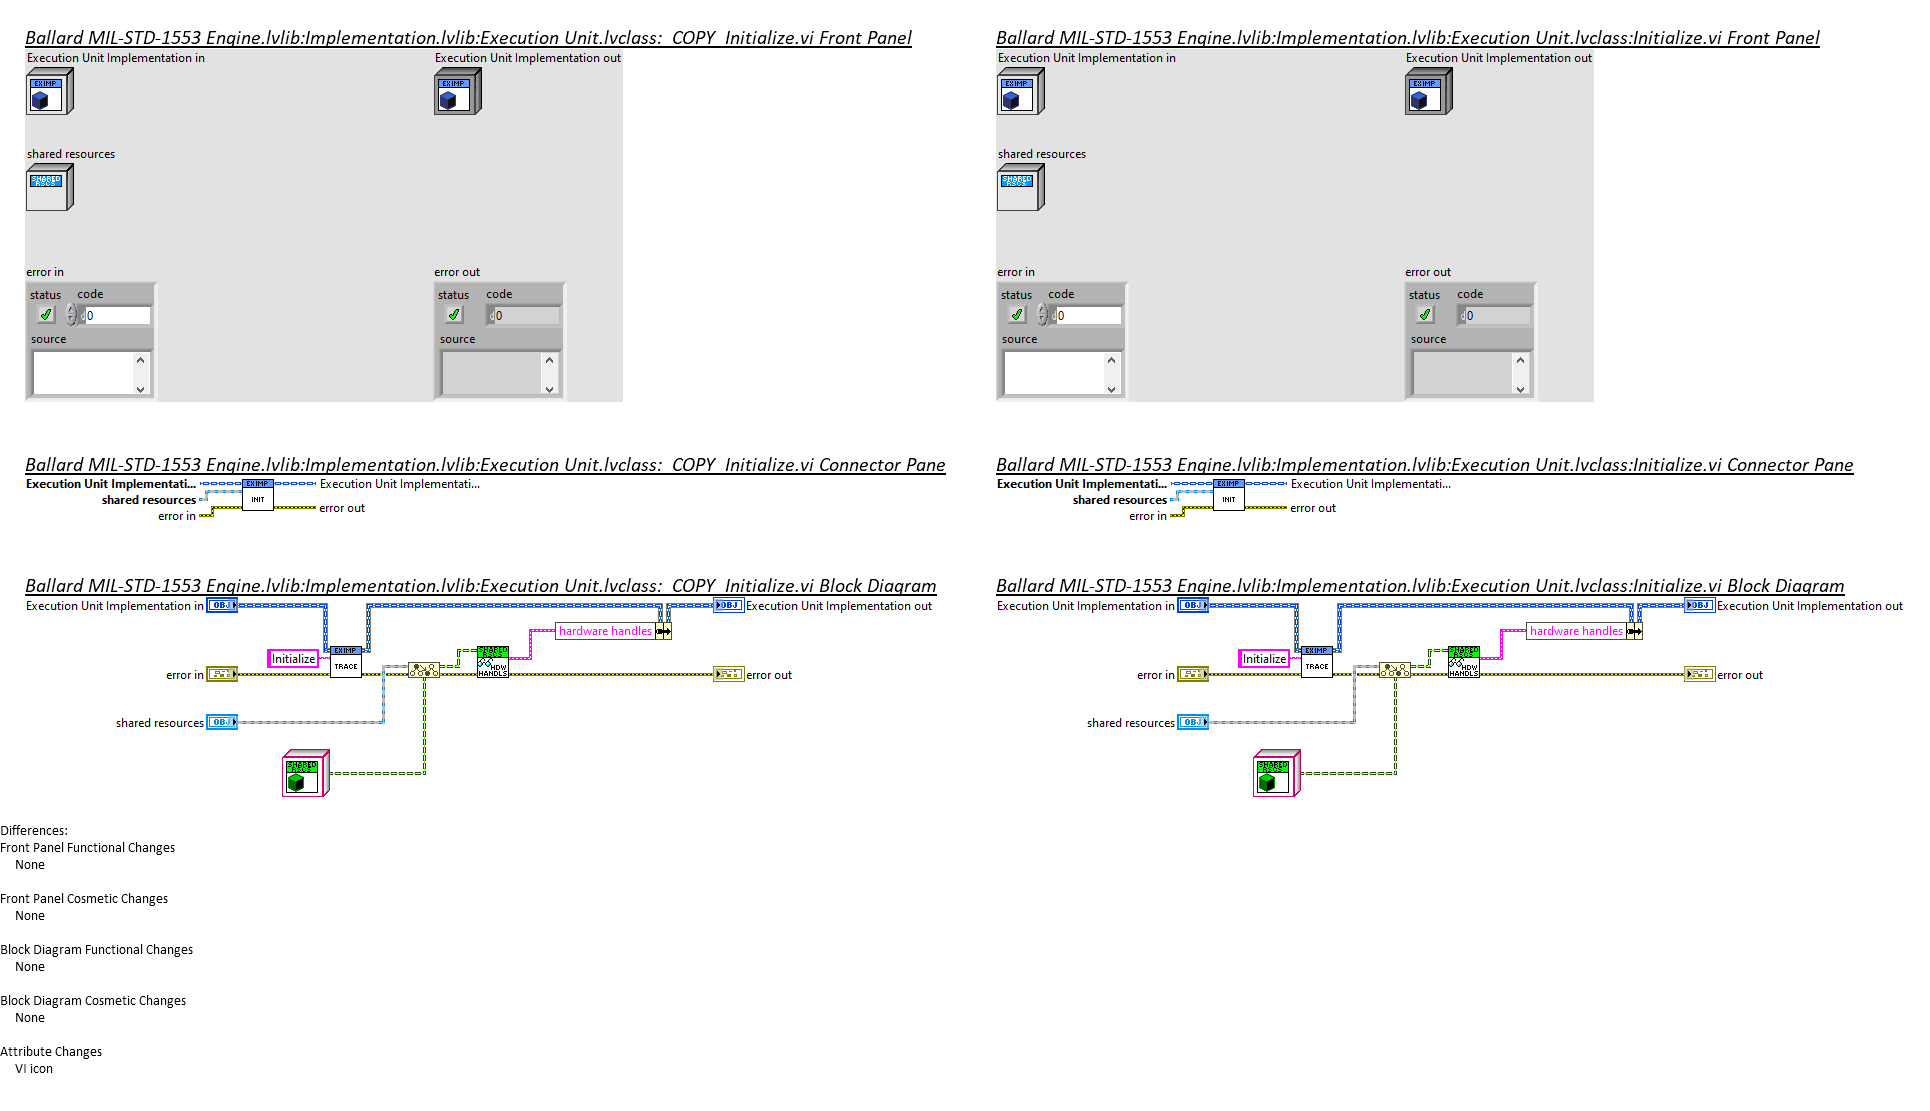 Ballard MIL-STD-1553 Engine.lvlib:Implementation.lvlib:Execution Unit.lvclass:_COPY_Initialize.vi Front Panel
Execution Unit Implementation in
Execution Unit Implementation out
EXIMP
EXIMP
shared resources
SHARED
RSCS
error in
error out
status
code
status
code
d
0
d
0
source
source
Ballard MIL-STD-1553 Engine.lvlib:Implementation.lvlib:Execution Unit.lvclass:_COPY_Initialize.vi Connector Pane
Execution Unit Implementati...
EXIMP
Execution Unit Implementati...
shared resources
INIT
error in
error out
Ballard MIL-STD-1553 Engine.lvlib:Implementation.lvlib:Execution Unit.lvclass:_COPY_Initialize.vi Block Diagram
Execution Unit Implementation in
OBJ
OBJ
Execution Unit Implementation out
hardware handles
Initialize
EXIMP
TRACE
SHARED
RSCS
HDW
HANDLS
error in
error out
shared resources
OBJ
SHARED
RSCS
Ballard MIL-STD-1553 Engine.lvlib:Implementation.lvlib:Execution Unit.lvclass:Initialize.vi Front Panel
Execution Unit Implementation in
Execution Unit Implementation out
EXIMP
EXIMP
shared resources
SHARED
RSCS
error in
error out
status
code
status
code
d
0
d
0
source
source
Ballard MIL-STD-1553 Engine.lvlib:Implementation.lvlib:Execution Unit.lvclass:Initialize.vi Connector Pane
Execution Unit Implementati...
EXIMP
Execution Unit Implementati...
shared resources
INIT
error in
error out
Ballard MIL-STD-1553 Engine.lvlib:Implementation.lvlib:Execution Unit.lvclass:Initialize.vi Block Diagram
Execution Unit Implementation in
OBJ
OBJ
Execution Unit Implementation out
hardware handles
Initialize
EXIMP
TRACE
SHARED
RSCS
HDW
HANDLS
error in
error out
shared resources
OBJ
SHARED
RSCS
Differences:
Front Panel Functional Changes
None
Front Panel Cosmetic Changes
None
Block Diagram Functional Changes
None
Block Diagram Cosmetic Changes
None
Attribute Changes
VI icon